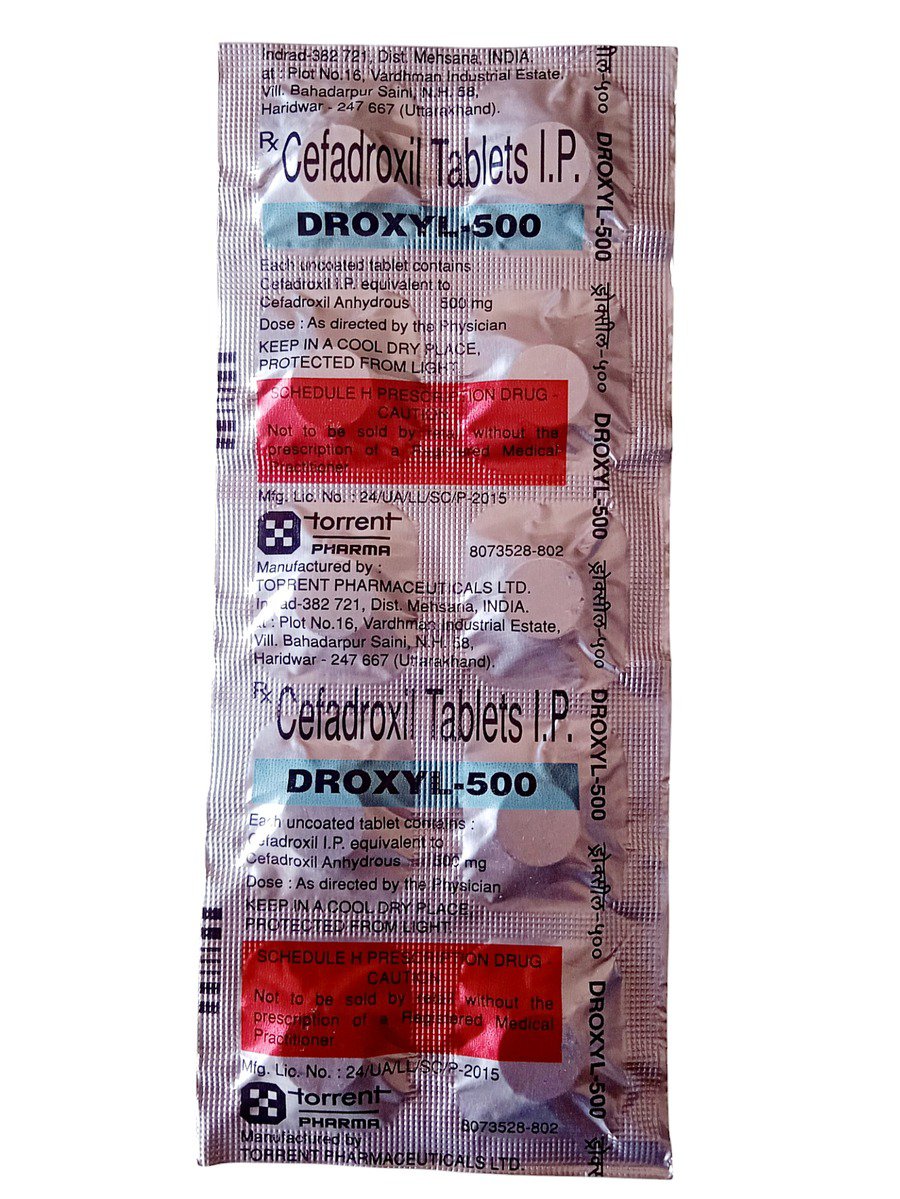 Indrad-382 721, Dist. Mehsana, INDIA.
at : Plot No.16, Vardhman Industrial Estate,
Vill. Bahadarpur Saini, N.H. 58,
Haridwar - 247 667 (Uttarakhand).
Rx Cefadroxil Tablets I.P.
DROXYL-500
Each uncoated tablet contains
Cefadroxil I.P. equivalent to
Cefadroxil Anhydrous 500 mg
Dose : As directed by the Physician
KEEP IN A COOL DRY PLACE,
PROTECTED FROM LIGHT.
SCHEDULE H PRESCRIPTION DRUG -
CAUTION
Not to be sold by retail without the
prescription of a Registered Medical
Practitioner
Mfg. Lic. No. : 24/UA/LL/SC/P-2015
torrent
PHARMA 8073528-802
Manufactured by :
TORRENT PHARMACEUTICALS LTD.
Indrad-382 721, Dist. Mehsana, INDIA.
at : Plot No.16, Vardhman Industrial Estate,
Vill. Bahadarpur Saini, N.H. 58,
Haridwar - 247 667 (Uttarakhand).
Rx Cefadroxil Tablets I.P.
DROXYL-500
Each uncoated tablet contains :
Cefadroxil I.P. equivalent to
Cefadroxil Anhydrous 500 mg
Dose : As directed by the Physician
KEEP IN A COOL DRY PLACE,
PROTECTED FROM LIGHT.
SCHEDULE H PRESCRIPTION DRUG
CAUTION
Not to be sold by retail without the
prescription of a Registered Medical
Practitioner
Mfg. Lic. No. : 24/UA/LL/SC/P-2015
torrent
PHARMA 8073528-802
Manufactured by
TORRENT PHARMACEUTICALS LTD.
-५०० DROXYL-500 ड्रोक्सील-५०० DROXYL-500 ड्रोक्सील-५०० DROXYL-500 ड्रोक्सील-५०० DROXYL-500